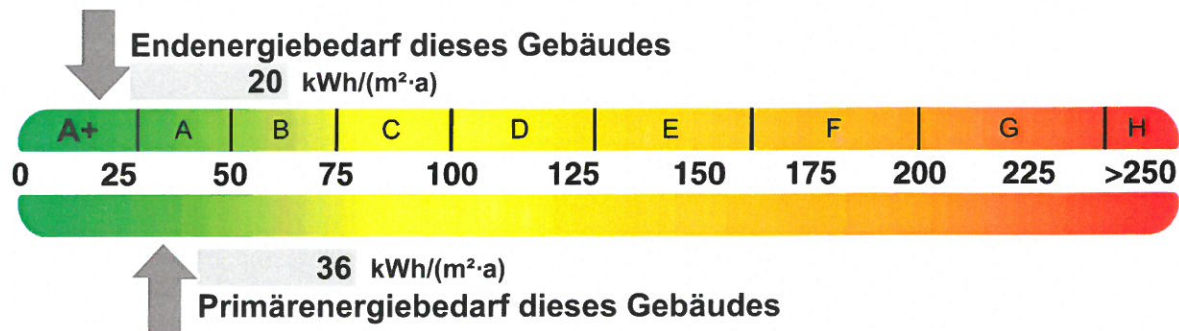 Endenergiebedarf dieses Gebäudes
20 kWh/(m²·a)
A+ A B C D E F G H
0 25 50 75 100 125 150 175 200 225 >250
36 kWh/(m²·a)
Primärenergiebedarf dieses Gebäudes